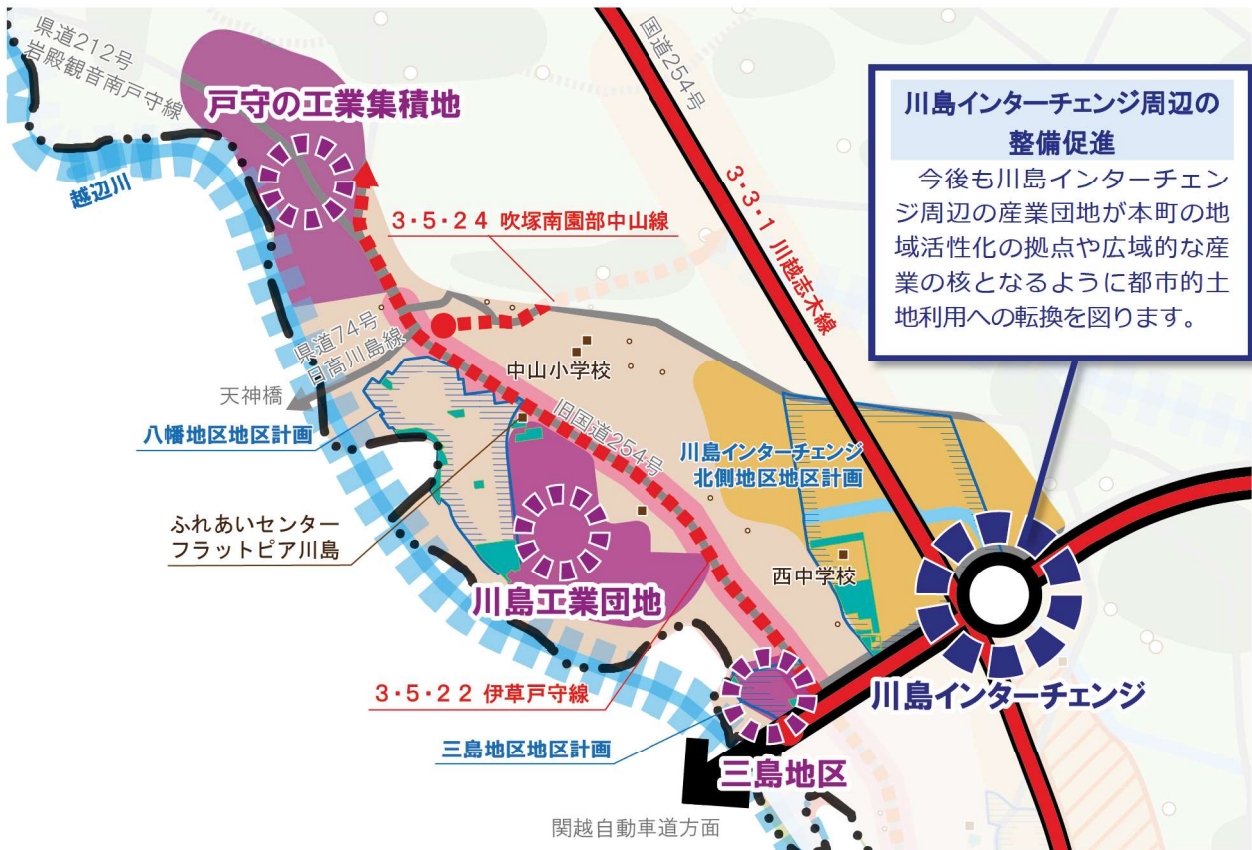 県道212号
岩殿観音南戸守線
戸守の工業集積地
国道254号
越辺川
3・5・24 吹塚南園部中山線
3・3・1 川越志木線
川島インターチェンジ周辺の
整備促進
今後も川島インターチェン
ジ周辺の産業団地が本町の地
域活性化の拠点や広域的な産
業の核となるように都市的土
地利用への転換を図ります。
県道74号
日高川島線
天神橋
中山小学校
八幡地区地区計画
旧国道254号
川島インターチェンジ
北側地区地区計画
ふれあいセンター
フラットピア川島
西中学校
川島工業団地
3・5・22 伊草戸守線
川島インターチェンジ
三島地区地区計画
三島地区
関越自動車道方面